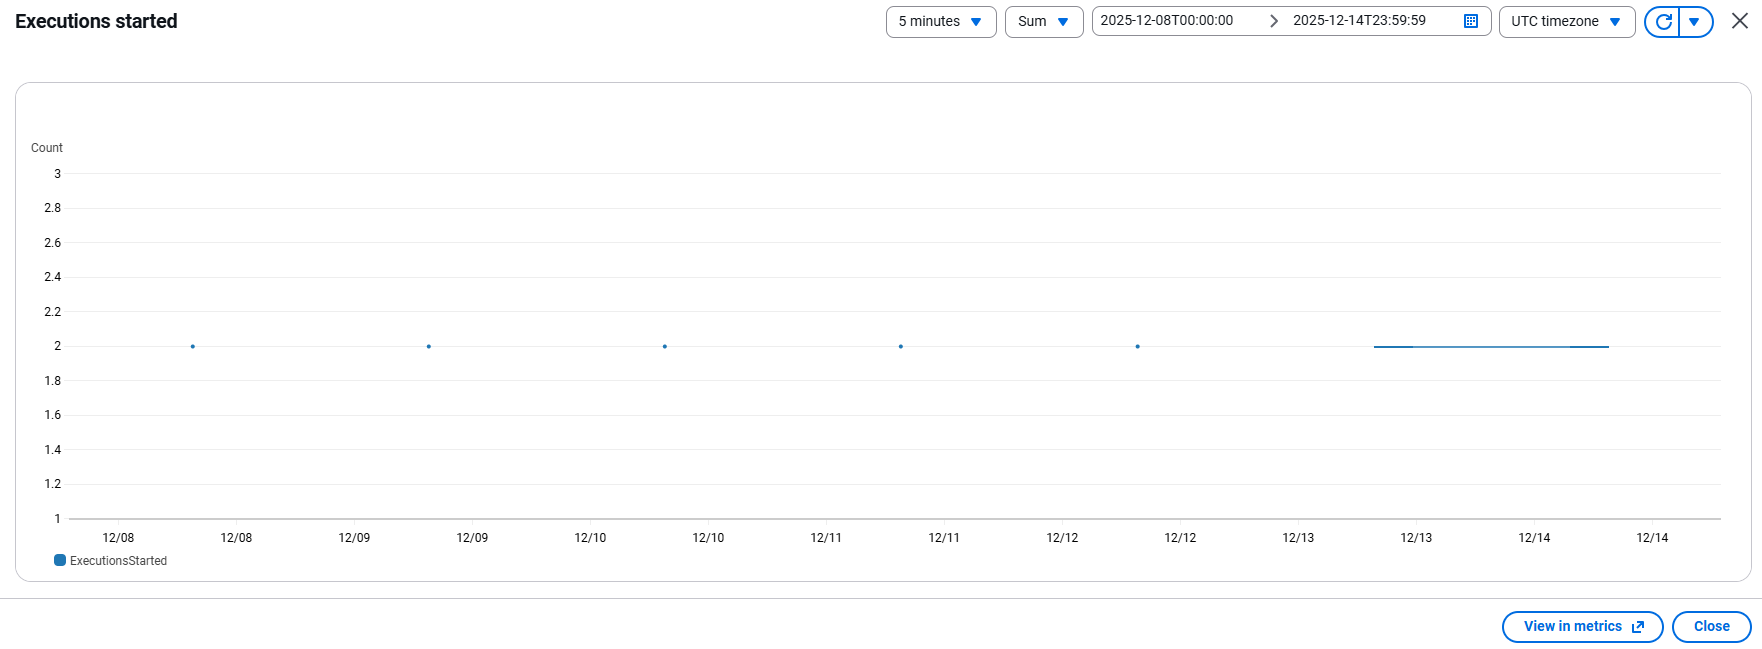 Executions started
5 minutes
Sum
2025-12-08T00:00:00
2025-12-14T23:59:59
UTC timezone
Count
3
2.8
2.6
2.4
2.2
2
1.8
1.6
1.4
1.2
1
12/08 12/08 12/09 12/09 12/10 12/10 12/11 12/11 12/12 12/12 12/13 12/13 12/14 12/14
ExecutionsStarted
View in metrics
Close